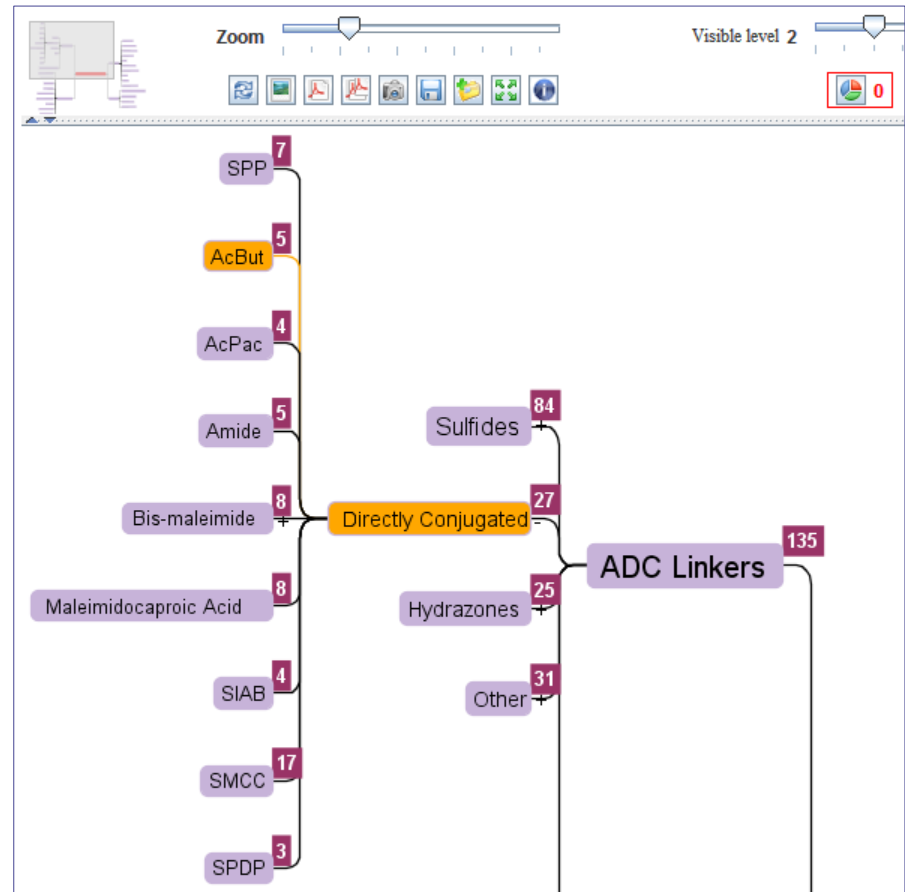 Zoom
Visible level 2
0
7
SPP
5
AcBut
4
AcPac
5
Amide
8
Bis-maleimide
+
8
Maleimidocaproic Acid
4
SIAB
17
SMCC
3
SPDP
84
Sulfides
+
27
Directly Conjugated
-
25
Hydrazones
+
31
Other
+
135
ADC Linkers